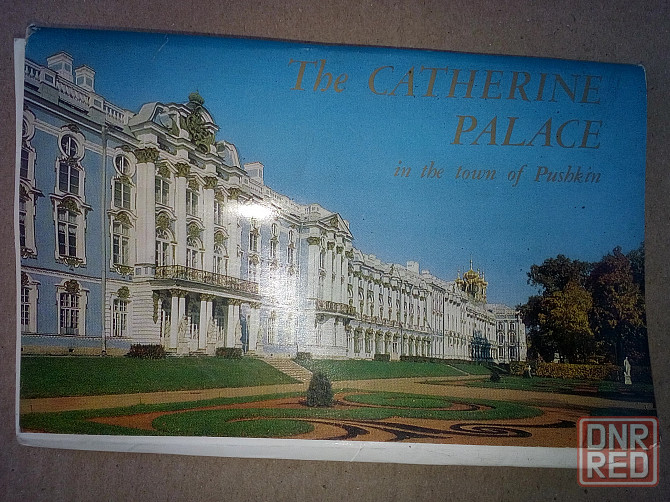 The CATHERINE
PALACE
in the town of Pushkin
DNR
RED